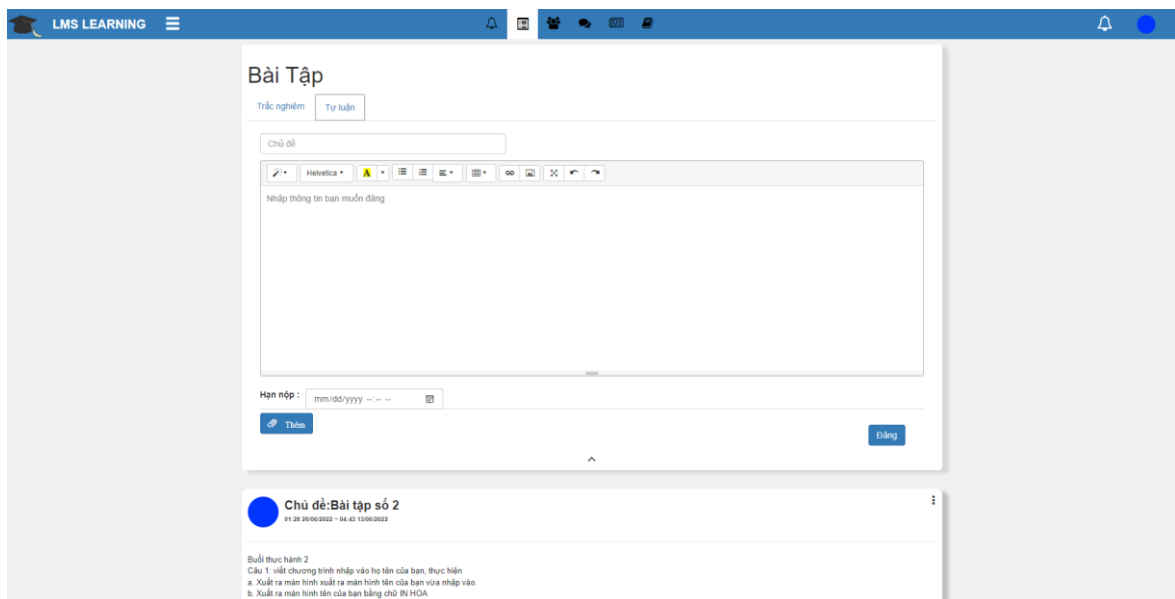 LMS LEARNING
Bài Tập
Trắc nghiệm Tự luận
Chủ đề
Helvetica A
Nhập thông tin bạn muốn đăng
Hạn nộp : mm/dd/yyyy --:-- --
Thêm
Đăng
Chủ đề:Bài tập số 2
01:28 26/06/2022 ~ 04:43 13/06/2022
Buổi thực hành 2
Câu 1: viết chương trình nhập vào họ tên của bạn, thực hiện
a. Xuất ra màn hình xuất ra màn hình tên của bạn vừa nhập vào.
b. Xuất ra màn hình tên của bạn bằng chữ IN HOA